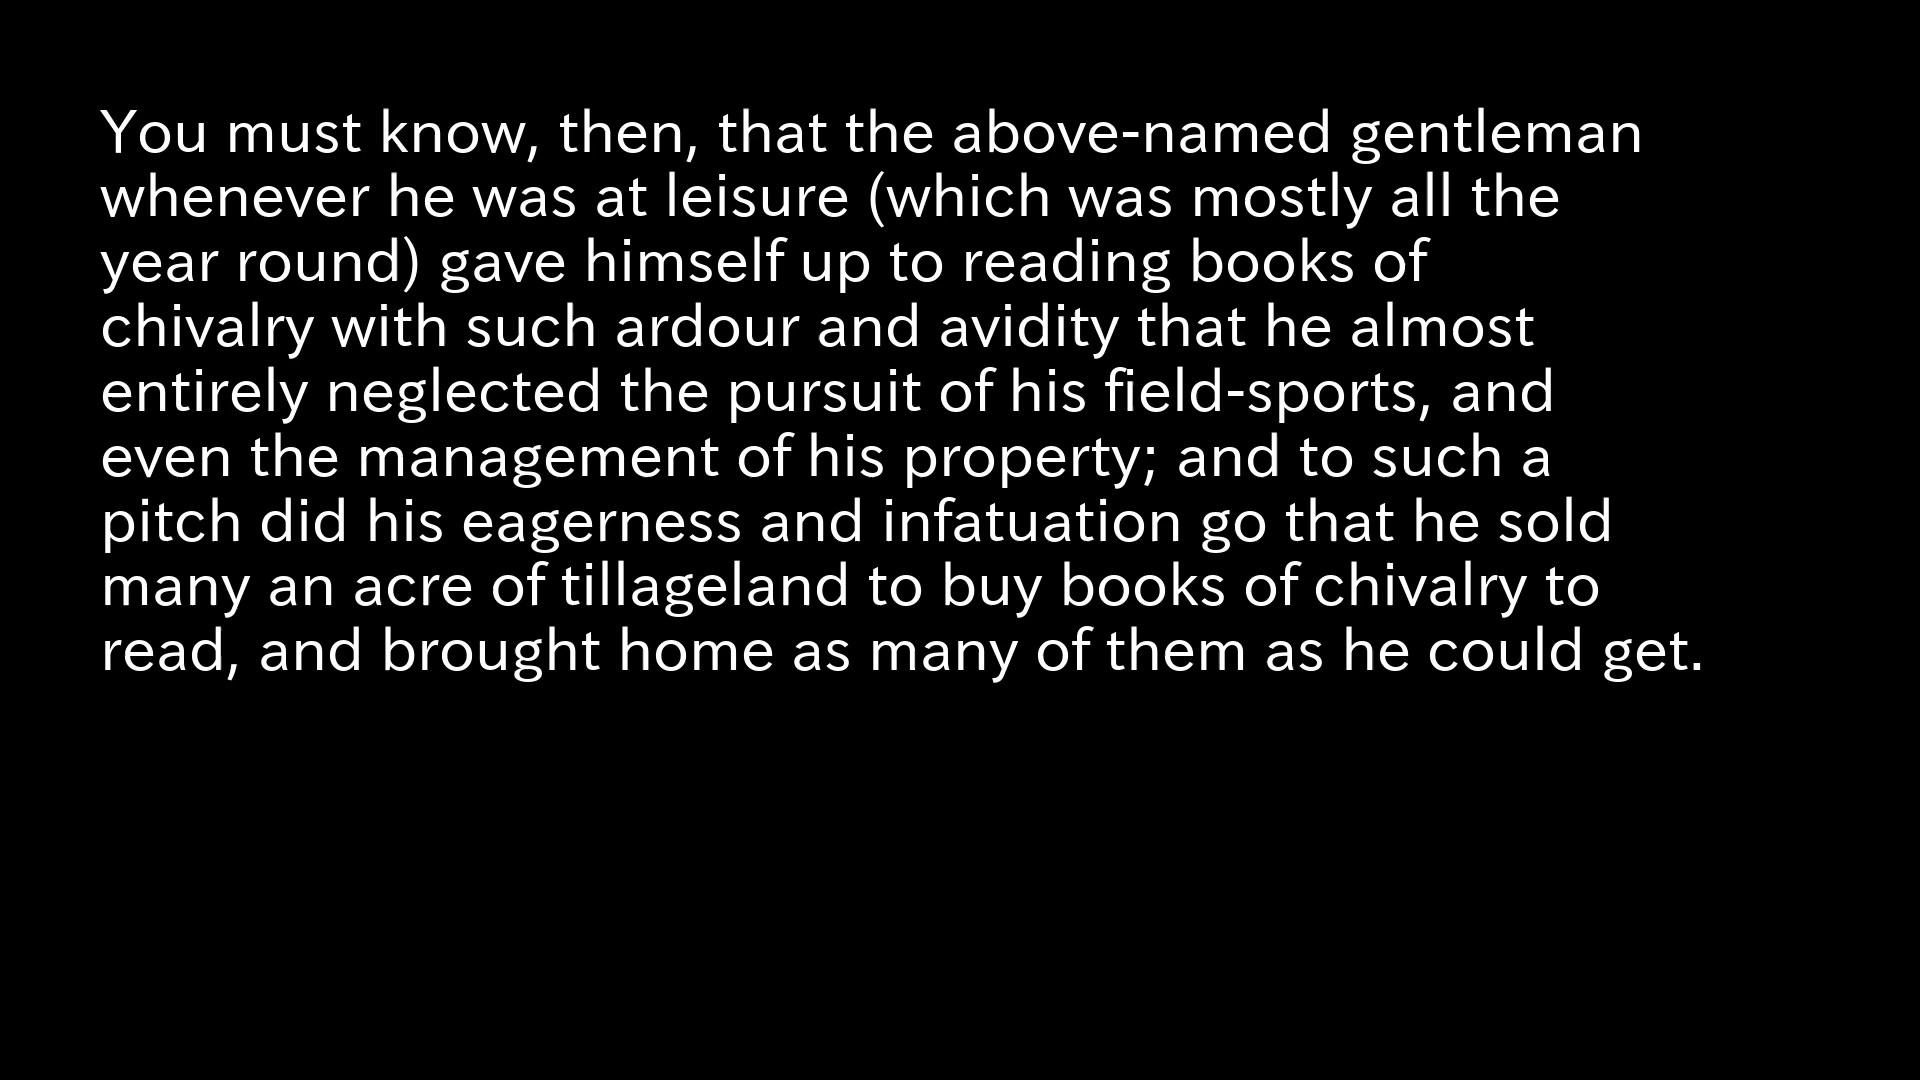 You must know, then, that the above-named gentleman
whenever he was at leisure (which was mostly all the
year round) gave himself up to reading books of
chivalry with such ardour and avidity that he almost
entirely neglected the pursuit of his field-sports, and
even the management of his property; and to such a
pitch did his eagerness and infatuation go that he sold
many an acre of tillageland to buy books of chivalry to
read, and brought home as many of them as he could get.